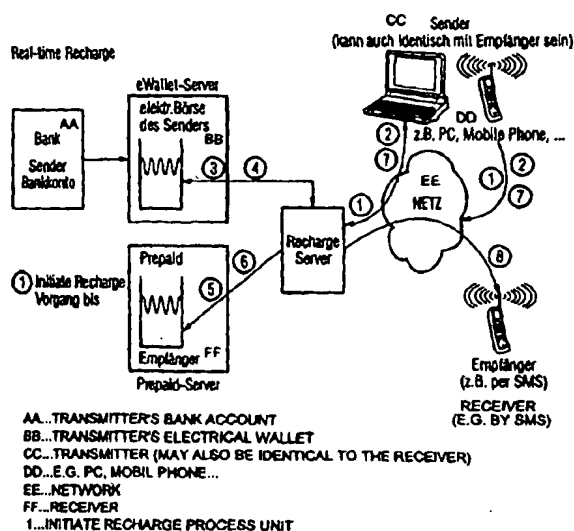 CC Sender
(kann auch Identisch mit Empfänger sein)
Real-time Recharge
eWallet-Server
elektr. Börse
des Senders
BB
AA
Bank
Sender
Bankkonto
DD
z.B. PC, Mobile Phone, ...
2
7
3
4
1
EE
NETZ
1
2
7
Recharge
Server
Prepaid
6
5
8
1 Initiate Recharge
Vorgang bis
Empfänger FF
Prepaid-Server
Empfänger
(z.B. per SMS)
RECEIVER
(E.G. BY SMS)
AA...TRANSMITTER'S BANK ACCOUNT
BB...TRANSMITTER'S ELECTRICAL WALLET
CC...TRANSMITTER (MAY ALSO BE IDENTICAL TO THE RECEIVER)
DD...E.G. PC, MOBIL PHONE...
EE...NETWORK
FF...RECEIVER
1...INITIATE RECHARGE PROCESS UNIT